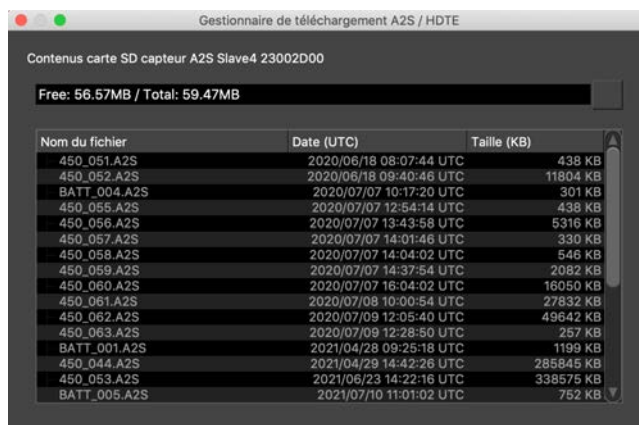 Gestionnaire de téléchargement A2S / HDTE
Contenus carte SD capteur A2S Slave4 23002D00
Free: 56.57MB / Total: 59.47MB
Nom du fichier Date (UTC) Taille (KB)
450_051.A2S 2020/06/18 08:07:44 UTC 438 KB
450_052.A2S 2020/06/18 09:40:46 UTC 11804 KB
BATT_004.A2S 2020/07/07 10:17:20 UTC 301 KB
450_055.A2S 2020/07/07 12:54:14 UTC 438 KB
450_056.A2S 2020/07/07 13:43:58 UTC 5316 KB
450_057.A2S 2020/07/07 14:01:46 UTC 330 KB
450_058.A2S 2020/07/07 14:04:02 UTC 546 KB
450_059.A2S 2020/07/07 14:37:54 UTC 2082 KB
450_060.A2S 2020/07/07 16:04:02 UTC 16050 KB
450_061.A2S 2020/07/08 10:00:54 UTC 27832 KB
450_062.A2S 2020/07/09 12:05:40 UTC 49642 KB
450_063.A2S 2020/07/09 12:28:50 UTC 257 KB
BATT_001.A2S 2021/04/28 09:25:18 UTC 1199 KB
450_044.A2S 2021/04/29 14:42:26 UTC 285845 KB
450_053.A2S 2021/06/23 14:22:16 UTC 338575 KB
BATT_005.A2S 2021/07/10 11:01:02 UTC 752 KB